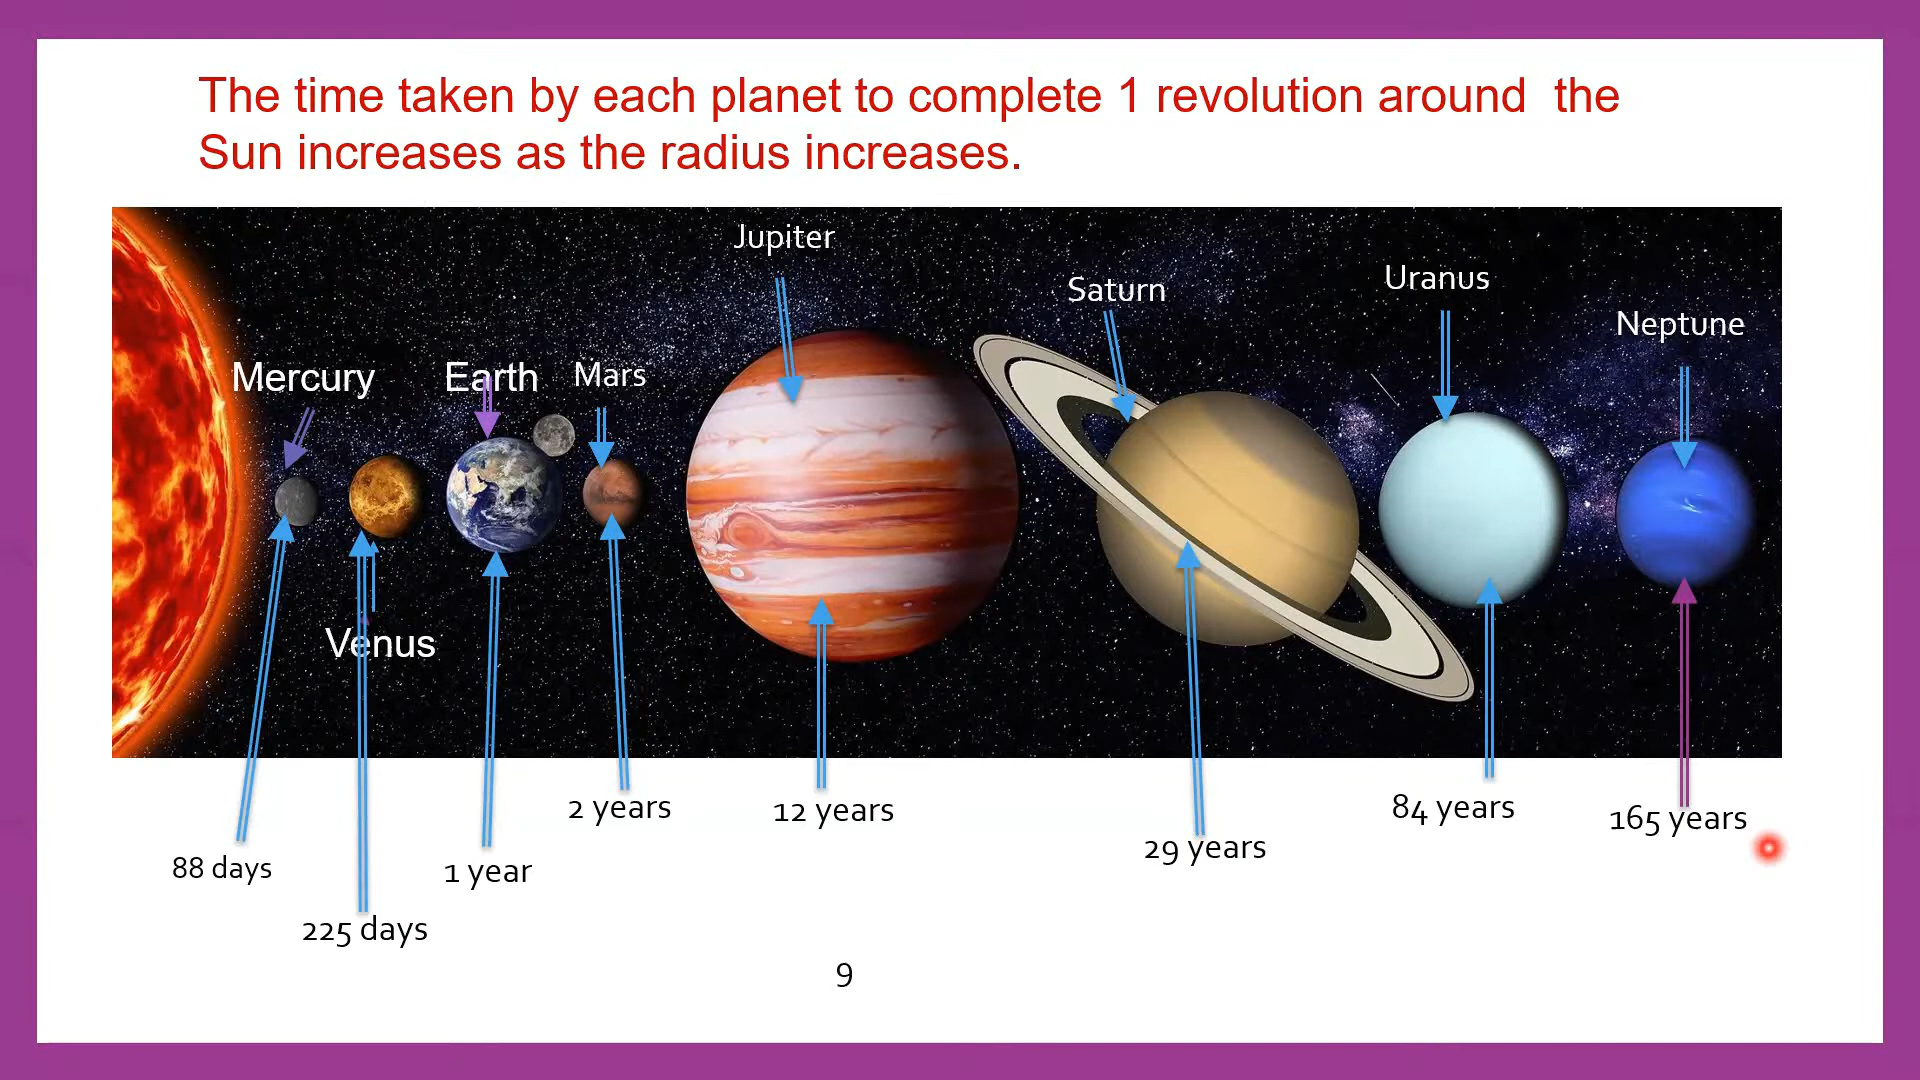 The time taken by each planet to complete 1 revolution around the
Sun increases as the radius increases.
Jupiter
Saturn
Uranus
Neptune
Mercury
Earth
Mars
Venus
2 years
12 years
84 years
165 years
29 years
88 days
1 year
225 days
9